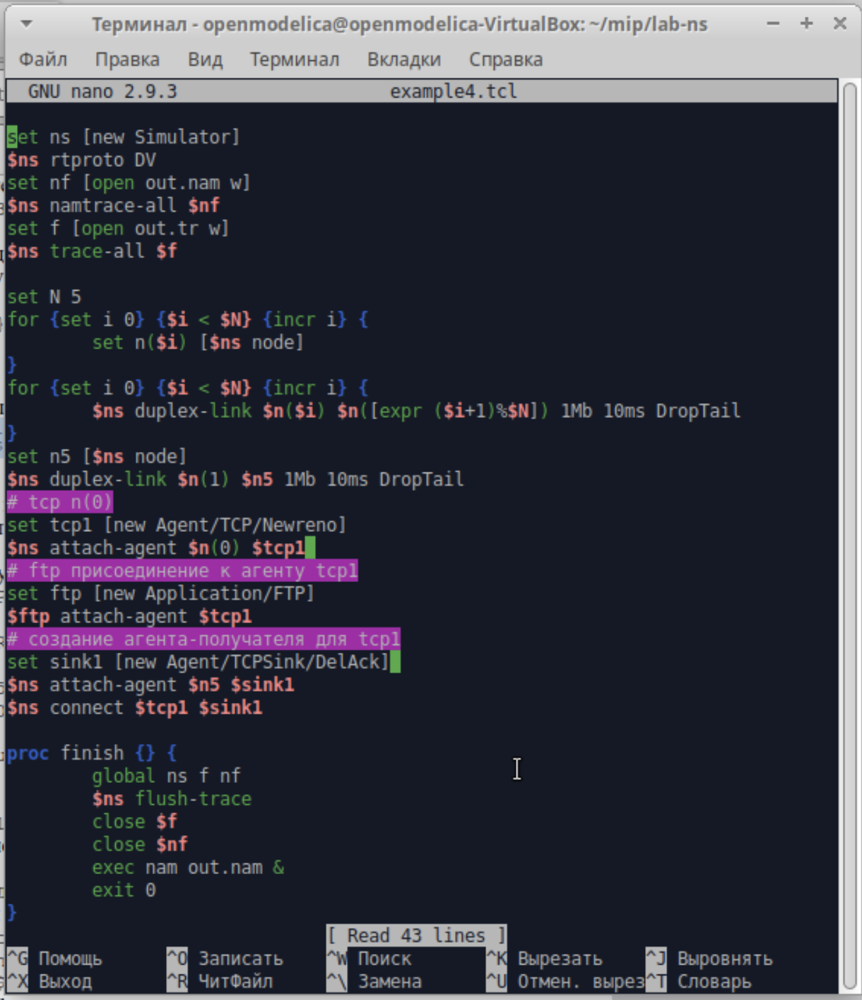 Терминал - openmodelica@openmodelica-VirtualBox: ~/mip/lab-ns
Файл Правка Вид Терминал Вкладки Справка
GNU nano 2.9.3 example4.tcl
set ns [new Simulator]
$ns rtproto DV
set nf [open out.nam w]
$ns namtrace-all $nf
set f [open out.tr w]
$ns trace-all $f
set N 5
for {set i 0} {$i < $N} {incr i} {
set n($i) [$ns node]
}
for {set i 0} {$i < $N} {incr i} {
$ns duplex-link $n($i) $n([expr ($i+1)%$N]) 1Mb 10ms DropTail
}
set n5 [$ns node]
$ns duplex-link $n(1) $n5 1Mb 10ms DropTail
# tcp n(0)
set tcp1 [new Agent/TCP/Newreno]
$ns attach-agent $n(0) $tcp1
# ftp присоединение к агенту tcp1
set ftp [new Application/FTP]
$ftp attach-agent $tcp1
# создание агента-получателя для tcp1
set sink1 [new Agent/TCPSink/DelAck]
$ns attach-agent $n5 $sink1
$ns connect $tcp1 $sink1
proc finish {} {
global ns f nf
$ns flush-trace
close $f
close $nf
exec nam out.nam &
exit 0
}
[ Read 43 lines ]
^G Помощь ^O Записать ^W Поиск ^K Вырезать ^J Выровнять
^X Выход ^R ЧитФайл ^\ Замена ^U Отмен. вырез ^T Словарь